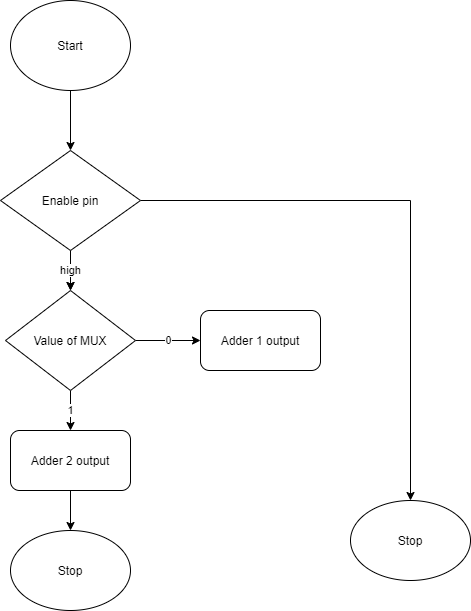 Start
Enable pin
high
Value of MUX
0
Adder 1 output
1
Adder 2 output
Stop
Stop